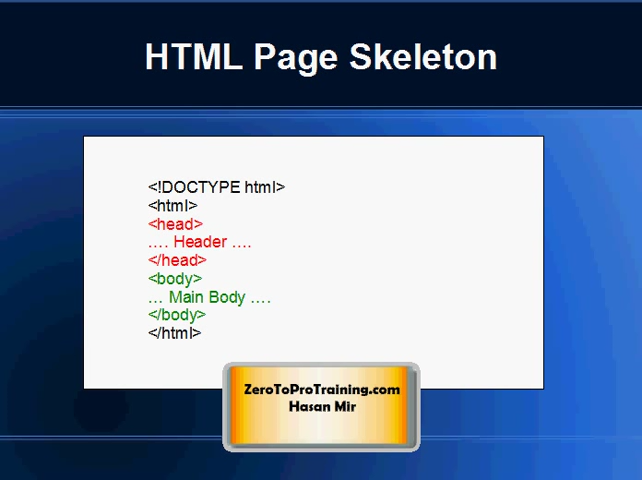 HTML Page Skeleton
<!DOCTYPE html>
<html>
<head>
…. Header ….
</head>
<body>
… Main Body ….
</body>
</html>
ZeroToProTraining.com
Hasan Mir